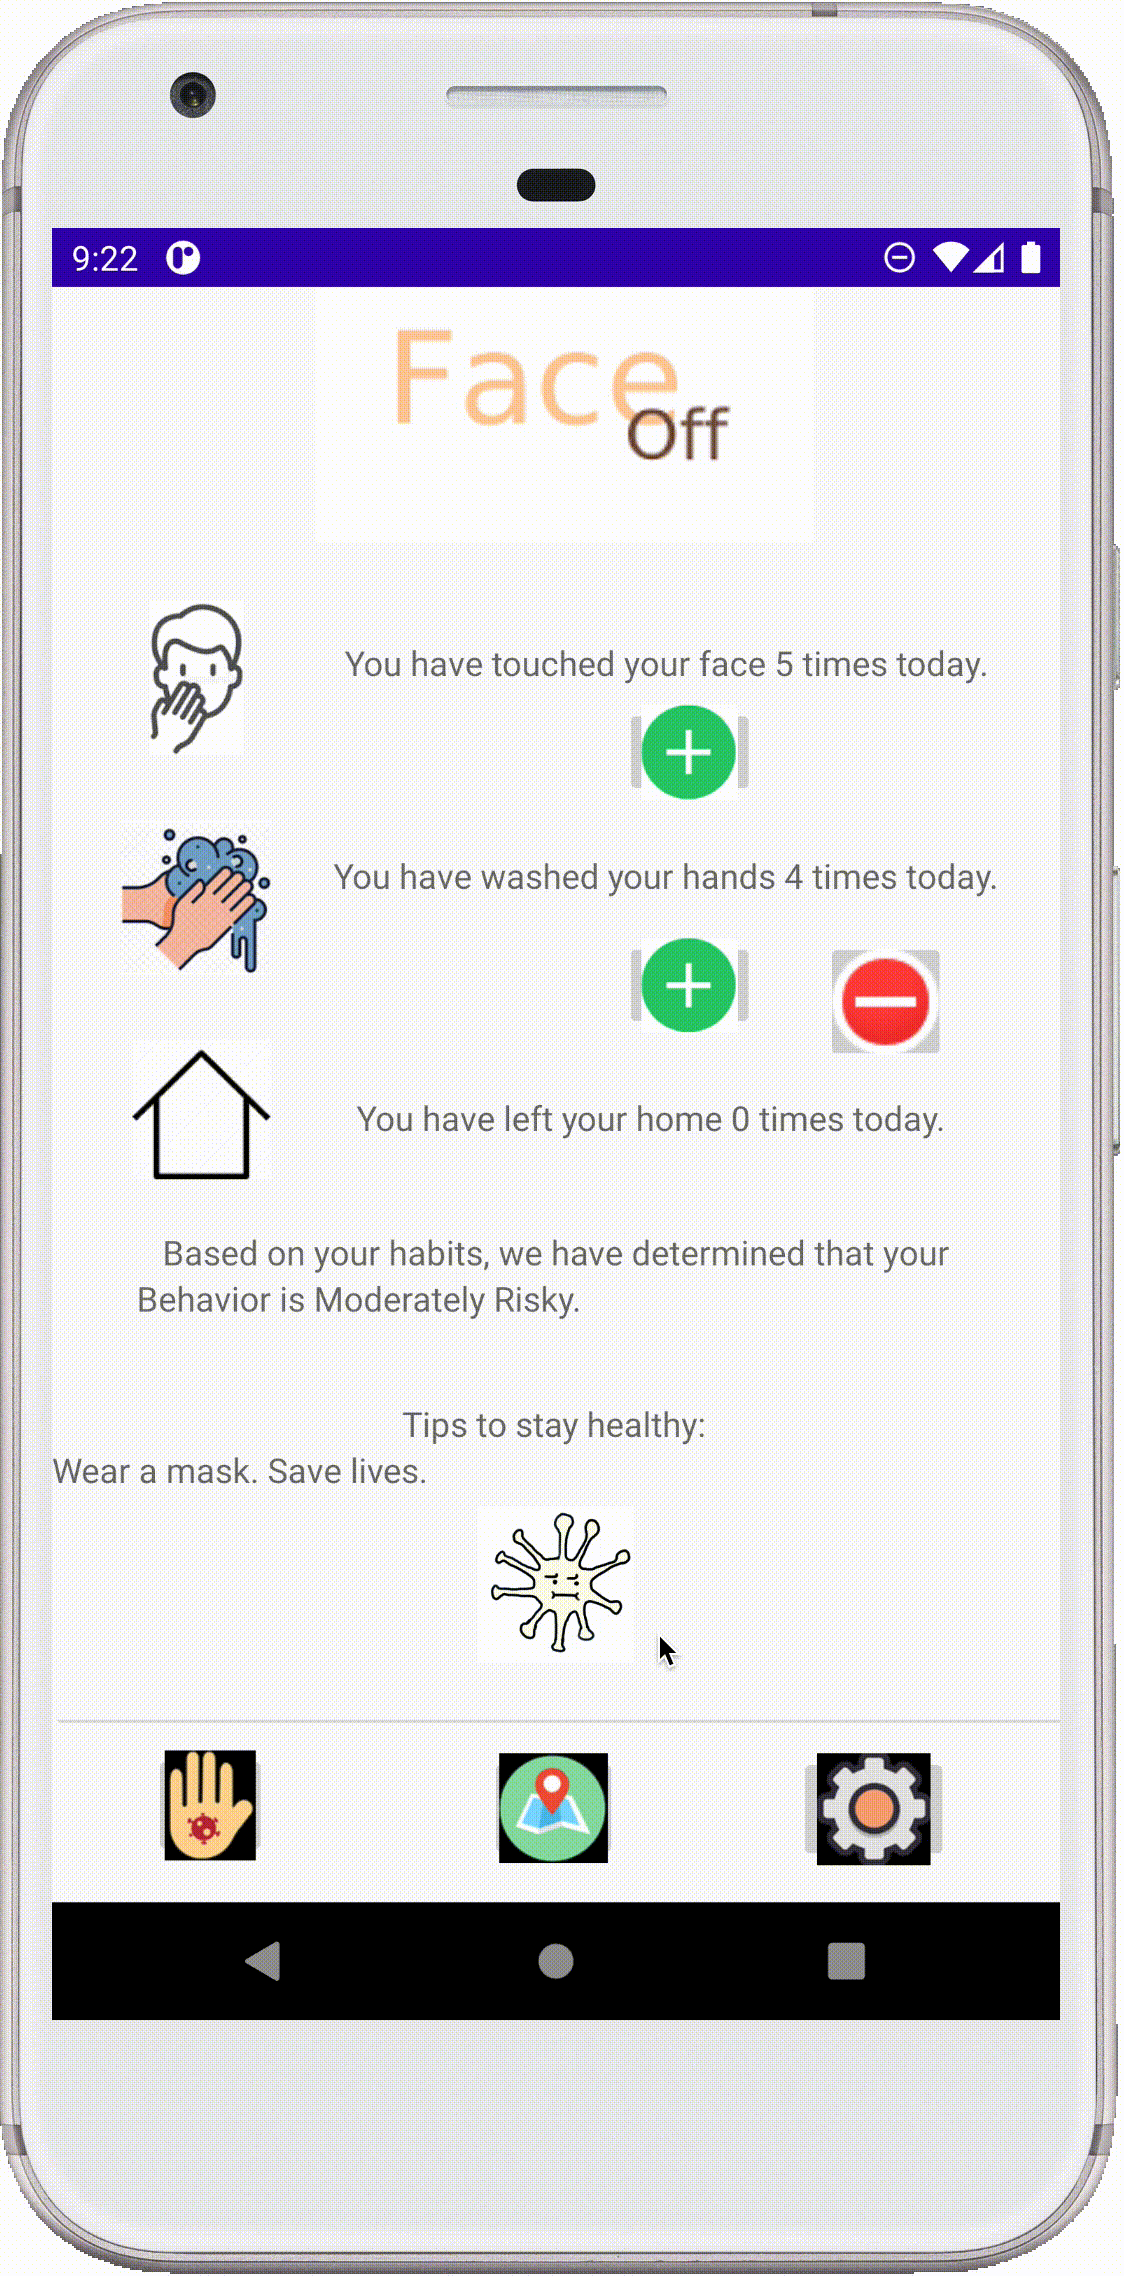 9:22
Face
Off
You have touched your face 5 times today.
You have washed your hands 4 times today.
You have left your home 0 times today.
Based on your habits, we have determined that your
Behavior is Moderately Risky.
Tips to stay healthy:
Wear a mask. Save lives.